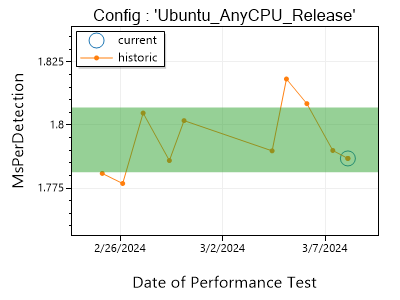 Config : 'Ubuntu_AnyCPU_Release'
current
historic
MsPerDetection
1.825
1.8
1.775
2/26/2024
3/2/2024
3/7/2024
Date of Performance Test